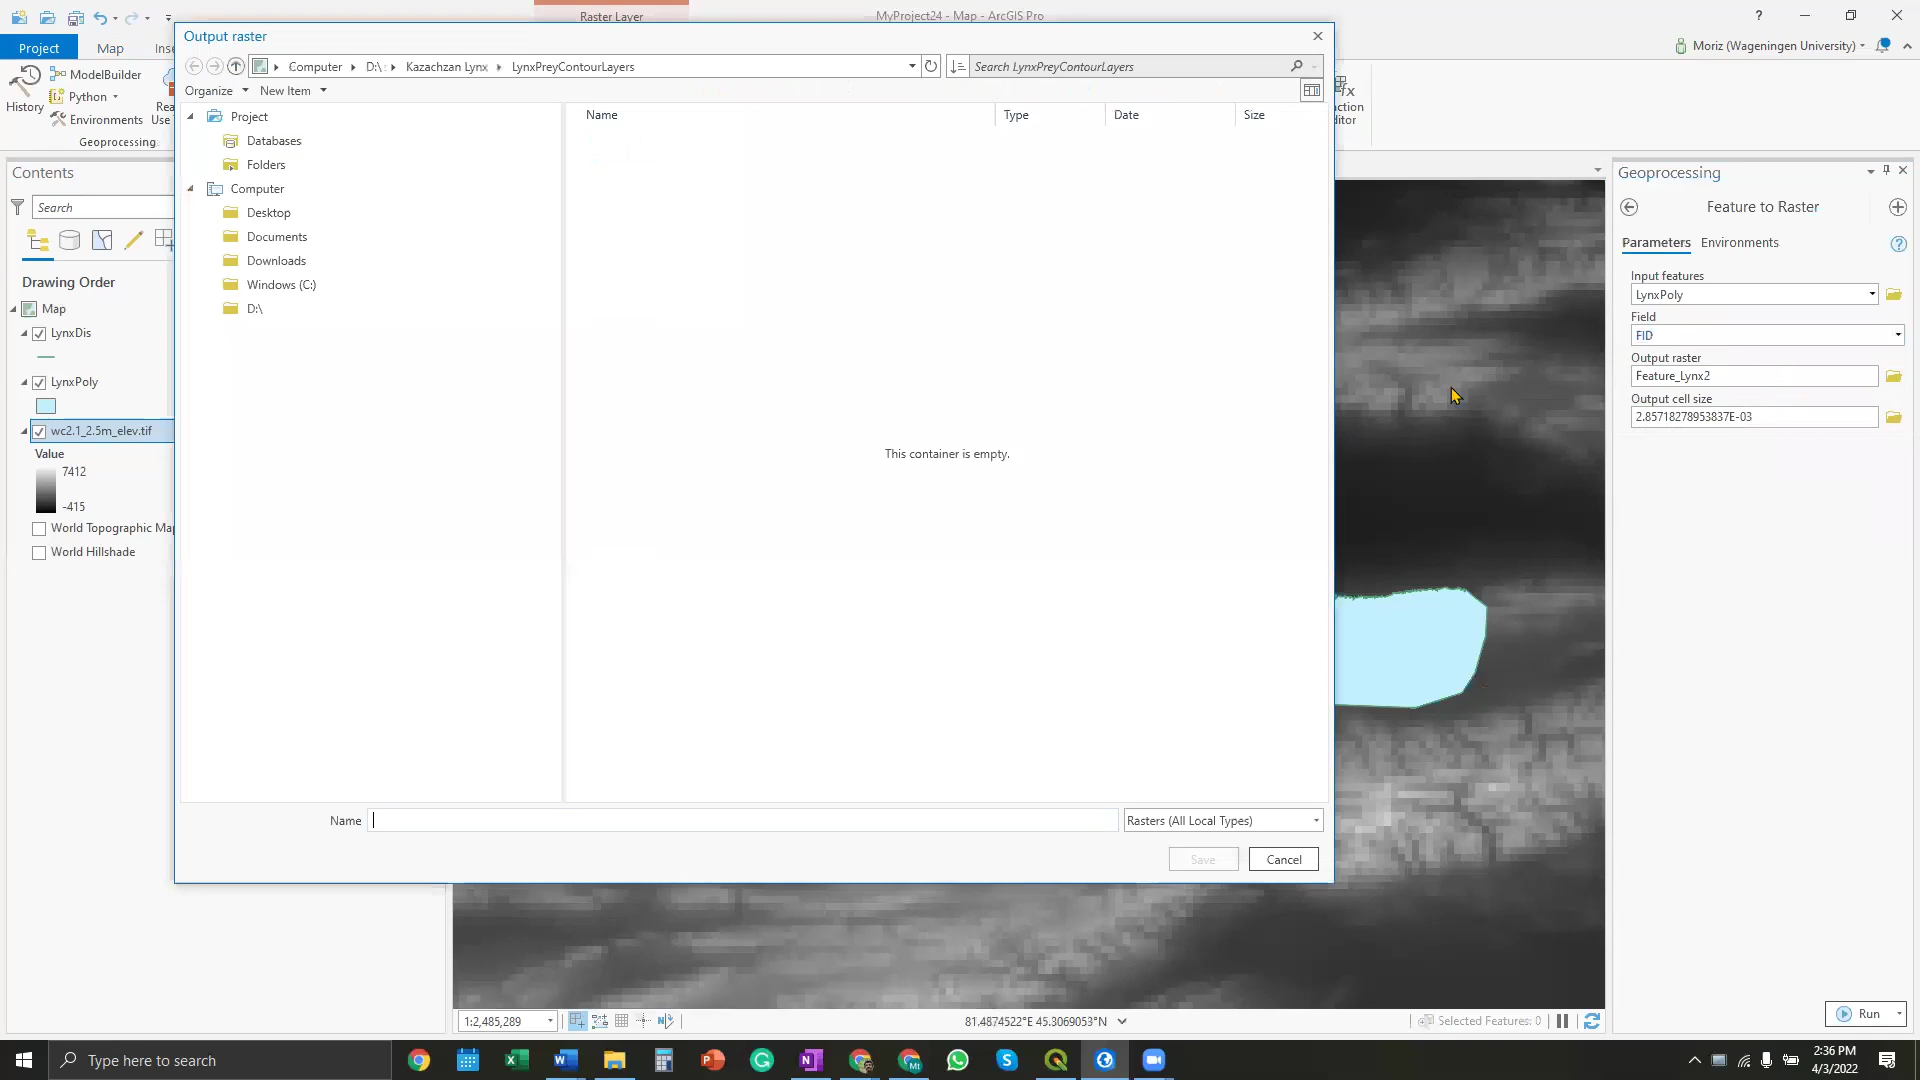 Raster Layer
MyProject24 - Map - ArcGIS Pro
Output raster
Project
Map
Moriz (Wageningen University)
Computer
D:\
Kazachzan Lynx
LynxPreyContourLayers
Search LynxPreyContourLayers
ModelBuilder
Organize
New Item
Python
History
Environments
Geoprocessing
Name
Type
Date
Size
Project
Databases
Folders
Computer
Desktop
Documents
Downloads
Windows (C:)
D:\
This container is empty.
Name
Rasters (All Local Types)
Save
Cancel
Contents
Search
Drawing Order
Map
LynxDis
LynxPoly
wc2.1_2.5m_elev.tif
Value
7412
-415
World Topographic Map
World Hillshade
Geoprocessing
Feature to Raster
Parameters
Environments
Input features
LynxPoly
Field
FID
Output raster
Feature_Lynx2
Output cell size
2.85718278953837E-03
1:2,485,289
81.4874522°E 45.3069053°N
Selected Features: 0
Run
Type here to search
2:36 PM
4/3/2022